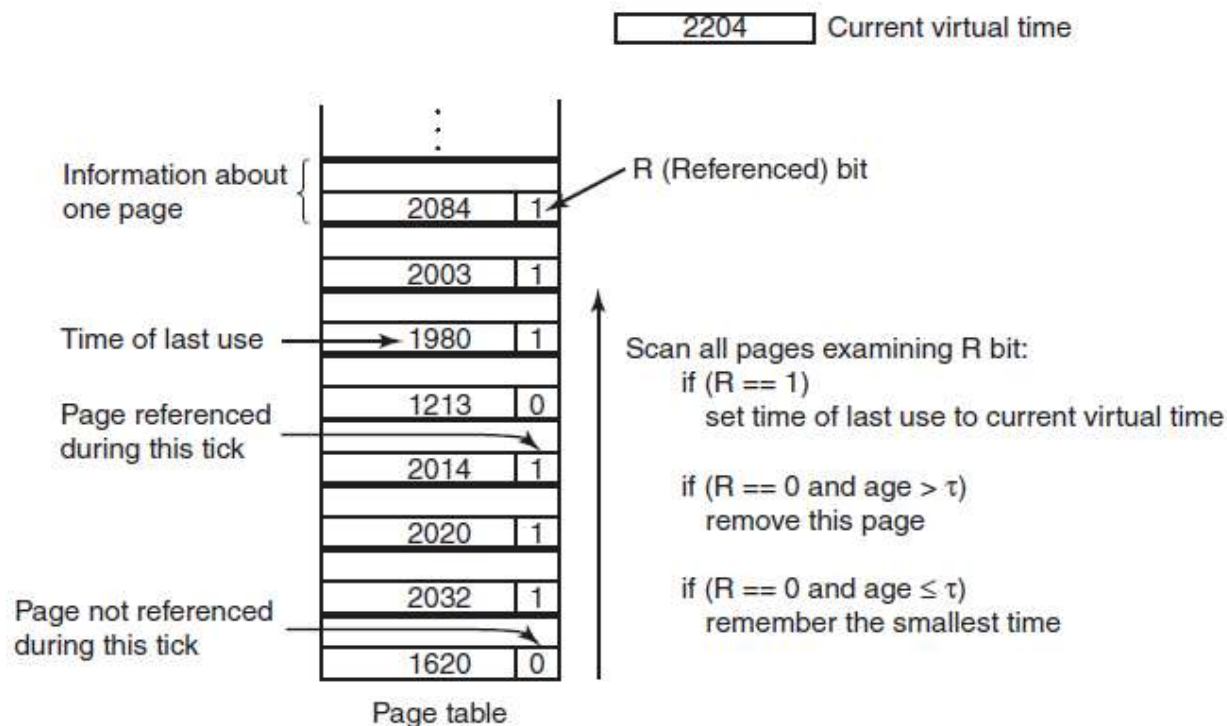 2204 Current virtual time
Information about
one page
R (Referenced) bit
2084 1
2003 1
Time of last use
1980 1
1213 0
Page referenced
during this tick
2014 1
2020 1
2032 1
Page not referenced
during this tick
1620 0
Page table
Scan all pages examining R bit:
if (R == 1)
set time of last use to current virtual time
if (R == 0 and age > τ)
remove this page
if (R == 0 and age ≤ τ)
remember the smallest time